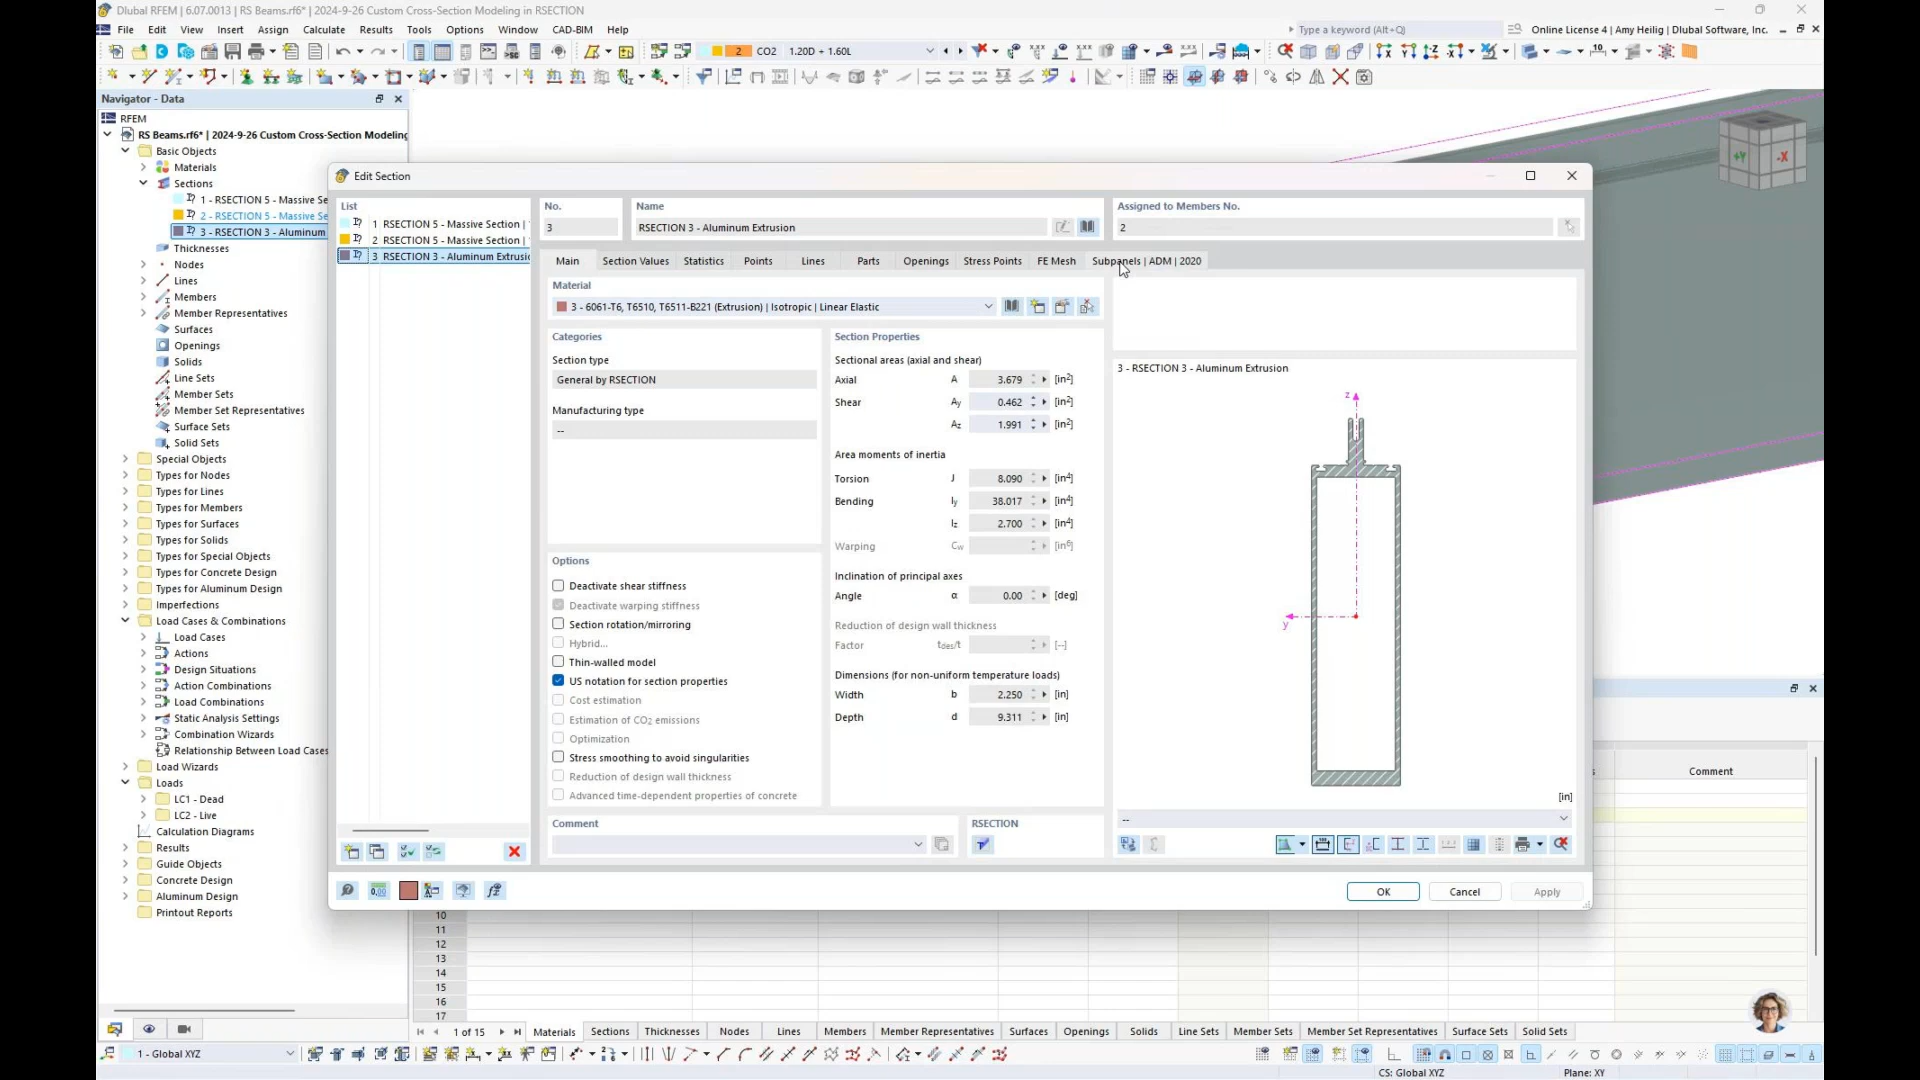 Dlubal RFEM | 6.07.0013 | RS Beams.rf6* | 2024-9-26 Custom Cross-Section Modeling in RSECTION
File Edit View Insert Assign Calculate Results Tools Options Window CAD-BIM Help
Type a keyword (Alt+Q)
Online License 4 | Amy Heilig | Dlubal Software, Inc.
2 CO2 1.20D + 1.60L
Navigator - Data
RFEM
RS Beams.rf6* | 2024-9-26 Custom Cross-Section Modeling
Basic Objects
Materials
Sections
1 - RSECTION 5 - Massive Se
2 - RSECTION 5 - Massive Se
3 - RSECTION 3 - Aluminum
Thicknesses
Nodes
Lines
Members
Member Representatives
Surfaces
Openings
Solids
Line Sets
Member Sets
Member Set Representatives
Surface Sets
Solid Sets
Special Objects
Types for Nodes
Types for Lines
Types for Members
Types for Surfaces
Types for Solids
Types for Special Objects
Types for Concrete Design
Types for Aluminum Design
Imperfections
Load Cases & Combinations
Load Cases
Actions
Design Situations
Action Combinations
Load Combinations
Static Analysis Settings
Combination Wizards
Relationship Between Load Cases
Load Wizards
Loads
LC1 - Dead
LC2 - Live
Calculation Diagrams
Results
Guide Objects
Concrete Design
Aluminum Design
Printout Reports
1 - Global XYZ
Edit Section
List
1 RSECTION 5 - Massive Section |
2 RSECTION 5 - Massive Section |
3 RSECTION 3 - Aluminum Extrusio
No.
3
Name
RSECTION 3 - Aluminum Extrusion
Assigned to Members No.
2
Main Section Values Statistics Points Lines Parts Openings Stress Points FE Mesh Subpanels | ADM | 2020
Material
3 - 6061-T6, T6510, T6511-B221 (Extrusion) | Isotropic | Linear Elastic
Categories
Section type
General by RSECTION
Manufacturing type
--
Options
Deactivate shear stiffness
Deactivate warping stiffness
Section rotation/mirroring
Hybrid...
Thin-walled model
US notation for section properties
Cost estimation
Estimation of CO2 emissions
Optimization
Stress smoothing to avoid singularities
Reduction of design wall thickness
Advanced time-dependent properties of concrete
Section Properties
Sectional areas (axial and shear)
Axial A 3.679 [in2]
Shear Ay 0.462 [in2]
Az 1.991 [in2]
Area moments of inertia
Torsion J 8.090 [in4]
Bending Iy 38.017 [in4]
Iz 2.700 [in4]
Warping Cw [in6]
Inclination of principal axes
Angle α 0.00 [deg]
Reduction of design wall thickness
Factor tdes/t [--]
Dimensions (for non-uniform temperature loads)
Width b 2.250 [in]
Depth d 9.311 [in]
Comment
RSECTION
3 - RSECTION 3 - Aluminum Extrusion
z
y
[in]
--
OK Cancel Apply
+Y -X
Comment
10
11
12
13
14
15
16
17
1 of 15 Materials Sections Thicknesses Nodes Lines Members Member Representatives Surfaces Openings Solids Line Sets Member Sets Member Set Representatives Surface Sets Solid Sets
CS: Global XYZ Plane: XY